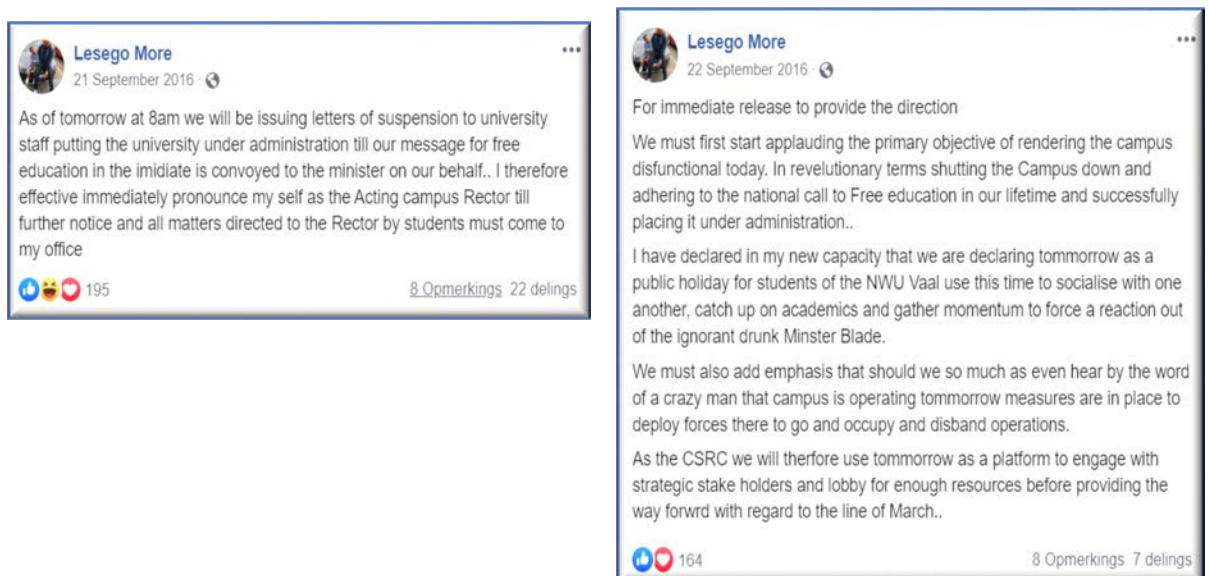 Lesego More
21 September 2016
As of tomorrow at 8am we will be issuing letters of suspension to university
staff putting the university under administration till our message for free
education in the imidiate is convoyed to the minister on our behalf.. I therefore
effective immediately pronounce my self as the Acting campus Rector till
further notice and all matters directed to the Rector by students must come to
my office
195
8 Opmerkings 22 delings
Lesego More
22 September 2016
For immediate release to provide the direction
We must first start applauding the primary objective of rendering the campus
disfunctional today. In revelutionary terms shutting the Campus down and
adhering to the national call to Free education in our lifetime and successfully
placing it under administration..
I have declared in my new capacity that we are declaring tommorrow as a
public holiday for students of the NWU Vaal use this time to socialise with one
another, catch up on academics and gather momentum to force a reaction out
of the ignorant drunk Minster Blade.
We must also add emphasis that should we so much as even hear by the word
of a crazy man that campus is operating tommorrow measures are in place to
deploy forces there to go and occupy and disband operations.
As the CSRC we will therfore use tommorrow as a platform to engage with
strategic stake holders and lobby for enough resources before providing the
way forwrd with regard to the line of March..
164
8 Opmerkings 7 delings